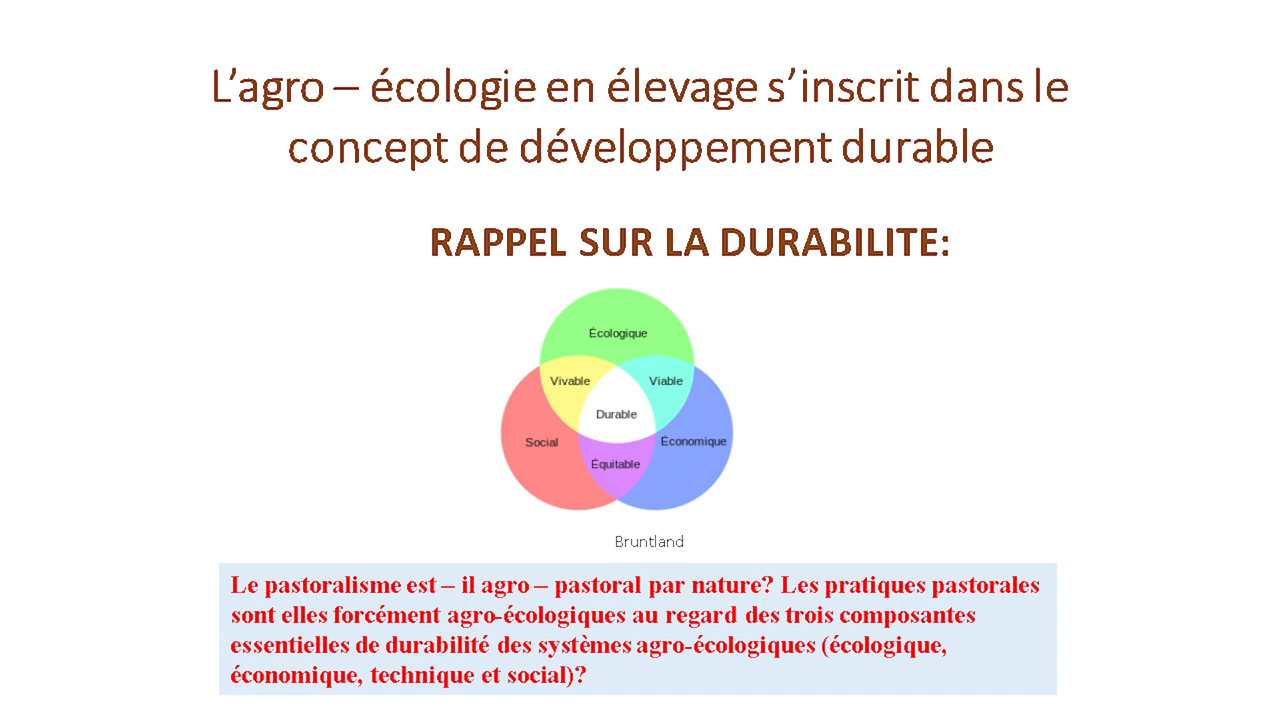 L’agro – écologie en élevage s’inscrit dans le
concept de développement durable
RAPPEL SUR LA DURABILITE:
Écologique
Vivable
Viable
Durable
Social
Économique
Équitable
Bruntland
Le pastoralisme est – il agro – pastoral par nature? Les pratiques pastorales
sont elles forcément agro-écologiques au regard des trois composantes
essentielles de durabilité des systèmes agro-écologiques (écologique,
économique, technique et social)?